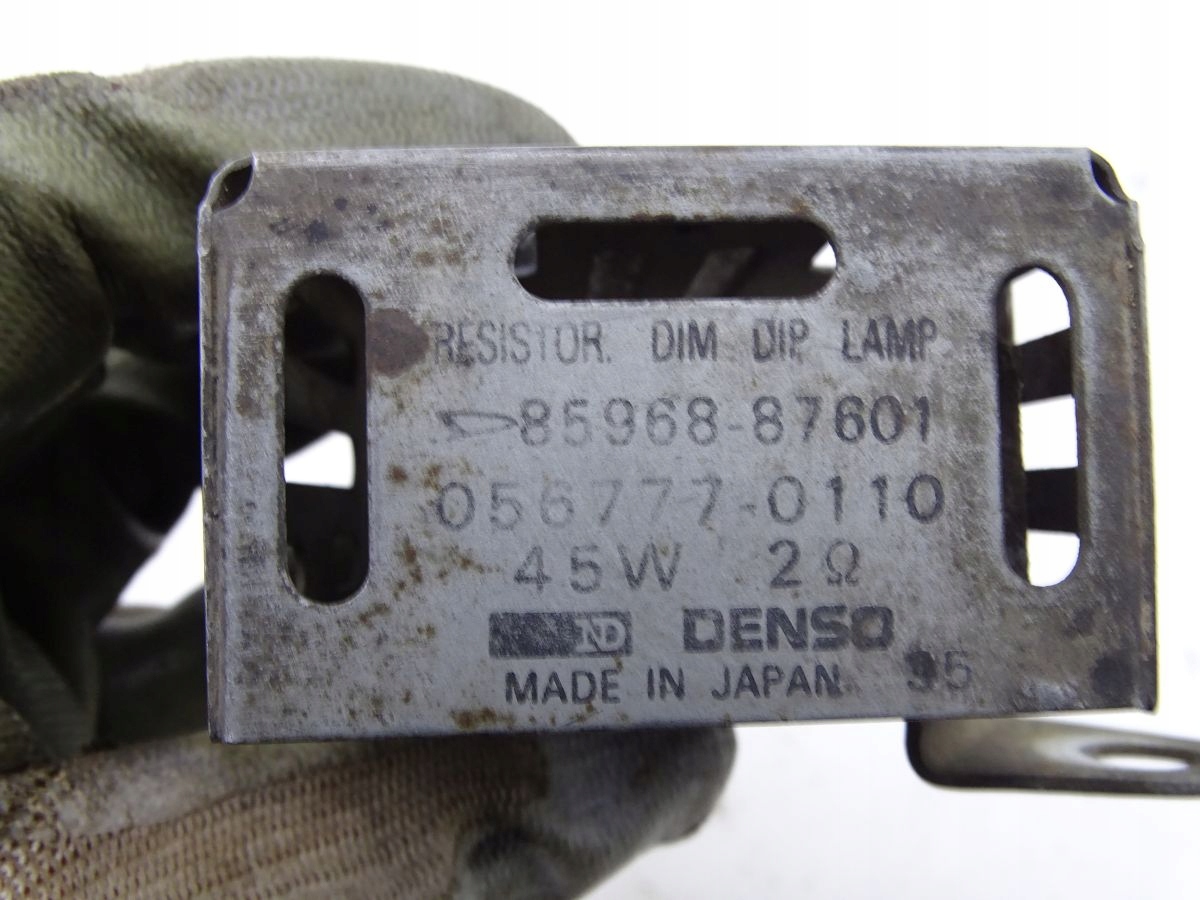 RESISTOR. DIM DIP LAMP
85968-87601
056777-0110
45W 2Ω
ND DENSO
MADE IN JAPAN 95